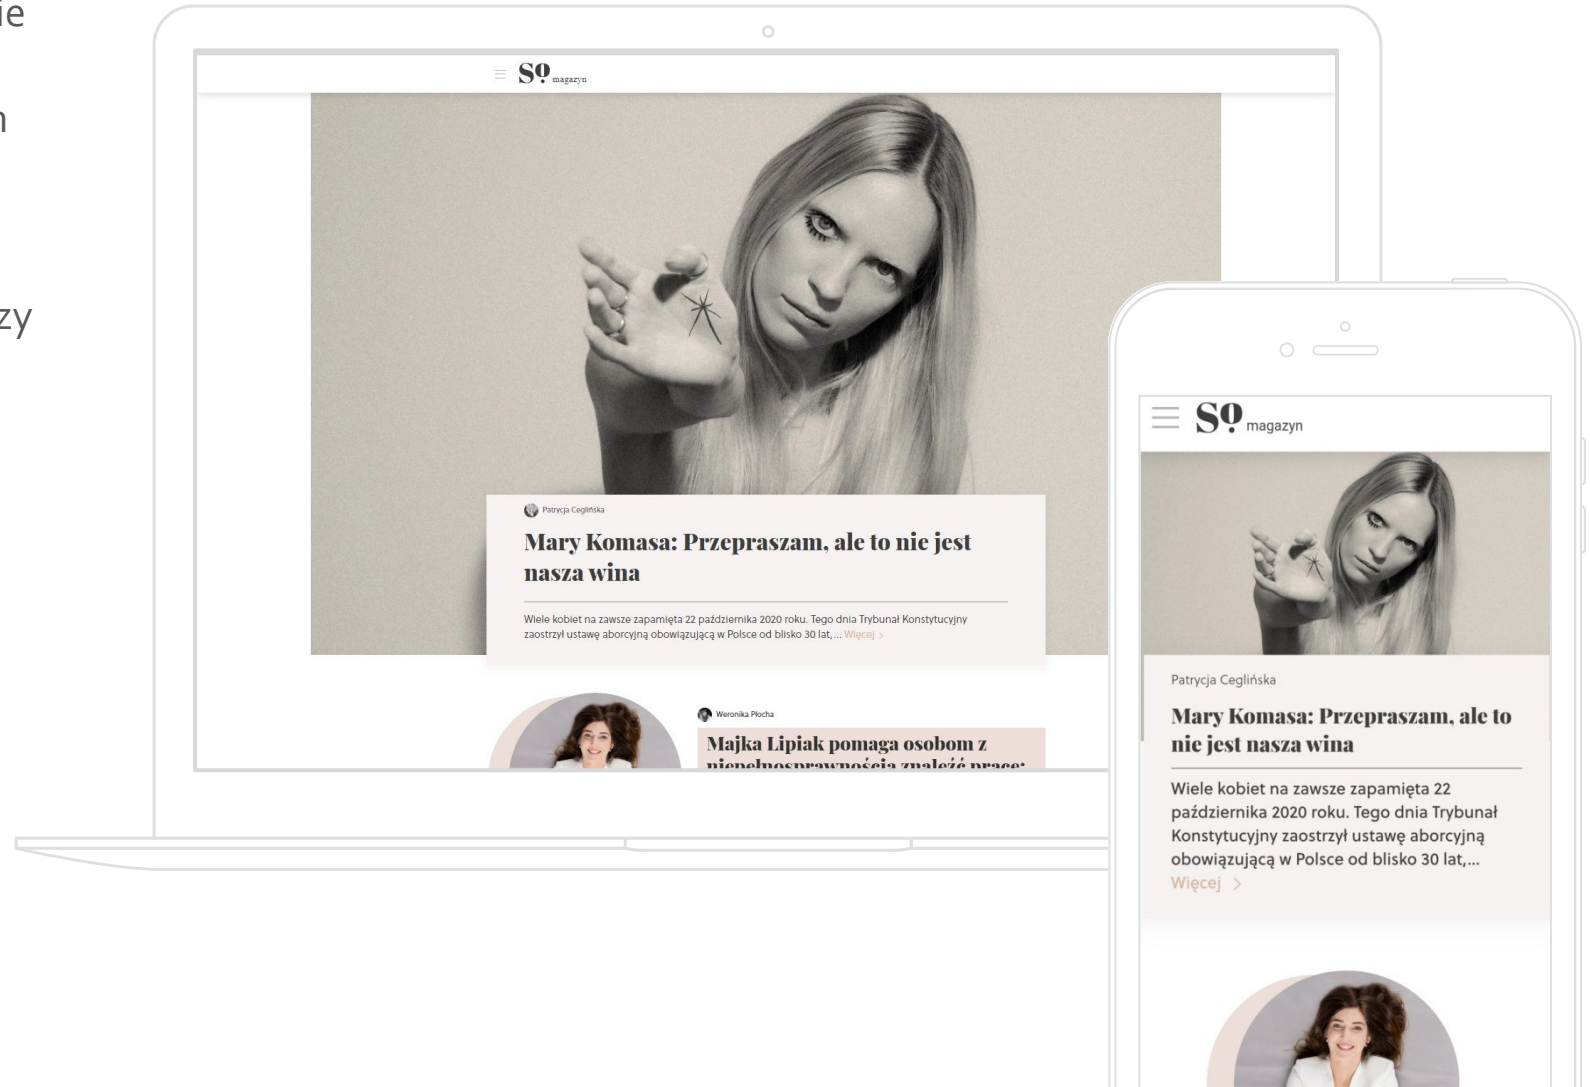 ie
n
zy
So magazyn
Patrycja Ceglińska
Mary Komasa: Przepraszam, ale to nie jest
nasza wina
Wiele kobiet na zawsze zapamięta 22 października 2020 roku. Tego dnia Trybunał Konstytucyjny
zaostrzył ustawę aborcyjną obowiązującą w Polsce od blisko 30 lat,... Więcej >
Weronika Płocha
Majka Lipiak pomaga osobom z
niepełnosprawnością znaleźć pracę:
So magazyn
Patrycja Ceglińska
Mary Komasa: Przepraszam, ale to
nie jest nasza wina
Wiele kobiet na zawsze zapamięta 22
października 2020 roku. Tego dnia Trybunał
Konstytucyjny zaostrzył ustawę aborcyjną
obowiązującą w Polsce od blisko 30 lat,...
Więcej >